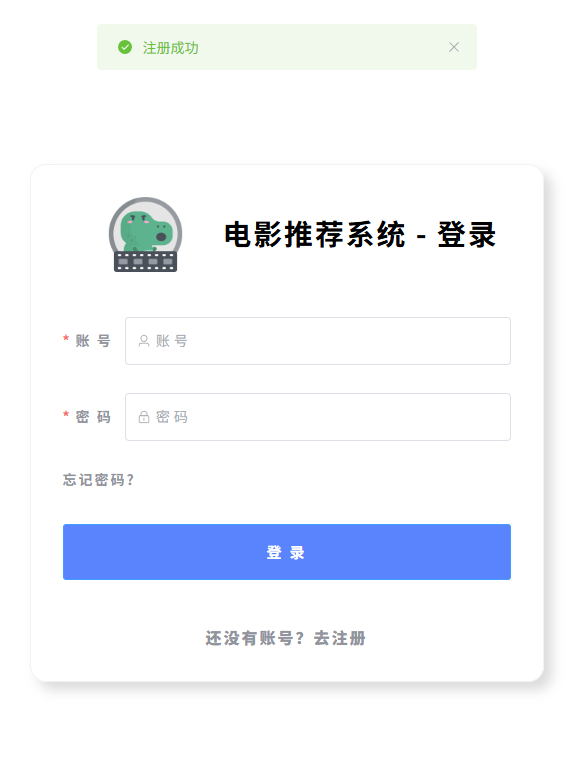 注册成功
电影推荐系统 - 登录
* 账 号
账 号
* 密 码
密 码
忘记密码?
登 录
还没有账号? 去注册